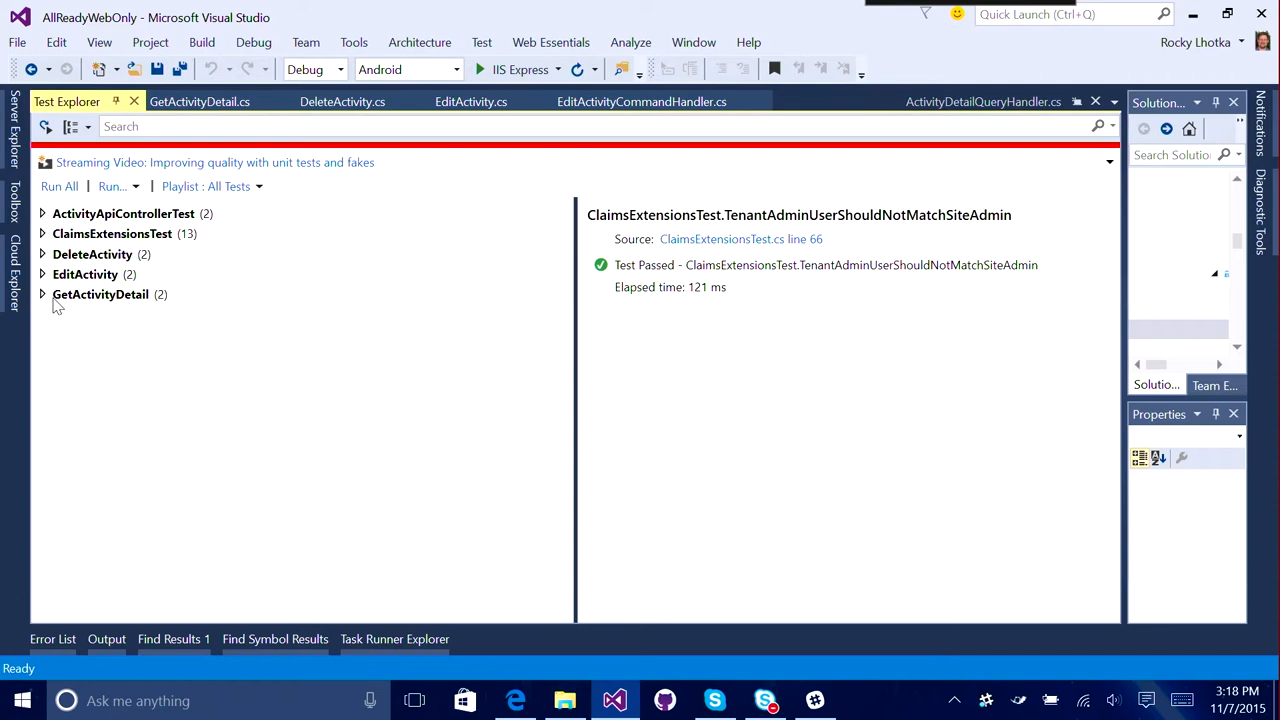 AllReadyWebOnly - Microsoft Visual Studio
Quick Launch (Ctrl+Q)
File Edit View Project Build Debug Team Tools Architecture Test Web Essentials Analyze Window Help
Rocky Lhotka
Debug Android IIS Express
Server Explorer
Toolbox
Cloud Explorer
Test Explorer GetActivityDetail.cs DeleteActivity.cs EditActivity.cs EditActivityCommandHandler.cs ActivityDetailQueryHandler.cs
Search
Streaming Video: Improving quality with unit tests and fakes
Run All | Run... | Playlist : All Tests
ActivityApiControllerTest (2)
ClaimsExtensionsTest (13)
DeleteActivity (2)
EditActivity (2)
GetActivityDetail (2)
ClaimsExtensionsTest.TenantAdminUserShouldNotMatchSiteAdmin
Source: ClaimsExtensionsTest.cs line 66
Test Passed - ClaimsExtensionsTest.TenantAdminUserShouldNotMatchSiteAdmin
Elapsed time: 121 ms
Solution...
Search Solutio
Solutio... Team E...
Properties
Notifications
Diagnostic Tools
Error List Output Find Results 1 Find Symbol Results Task Runner Explorer
Ready
Ask me anything
3:18 PM
11/7/2015